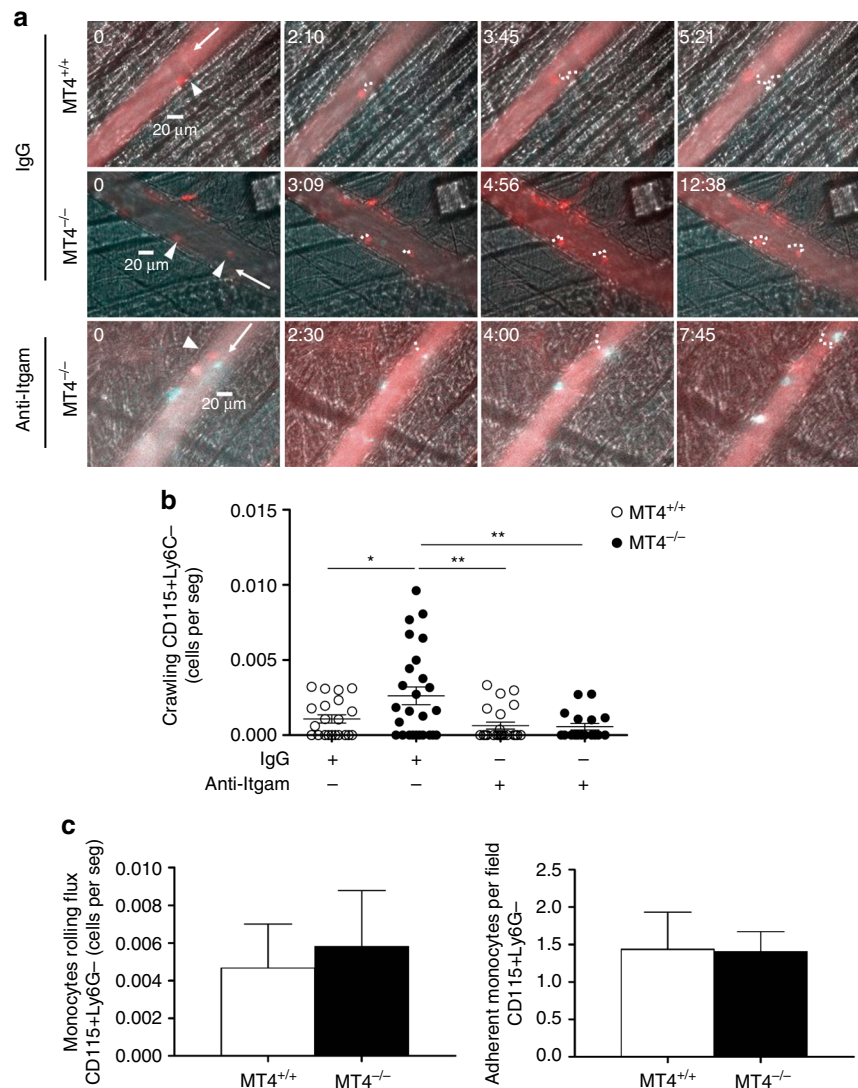 a
IgG
MT4+/+
0
2:10
3:45
5:21
20 μm
MT4−/−
0
3:09
4:56
12:38
20 μm
Anti-Itgam
MT4−/−
0
2:30
4:00
7:45
20 μm
b
Crawling CD115+Ly6C−
(cells per seg)
0.015
0.010
0.005
0.000
*
**
**
MT4+/+
MT4−/−
IgG + + − −
Anti-Itgam − − + +
c
Monocytes rolling flux
CD115+Ly6G− (cells per seg)
0.010
0.008
0.006
0.004
0.002
0.000
MT4+/+ MT4−/−
Adherent monocytes per field
CD115+Ly6G−
2.5
2.0
1.5
1.0
0.5
0.0
MT4+/+ MT4−/−